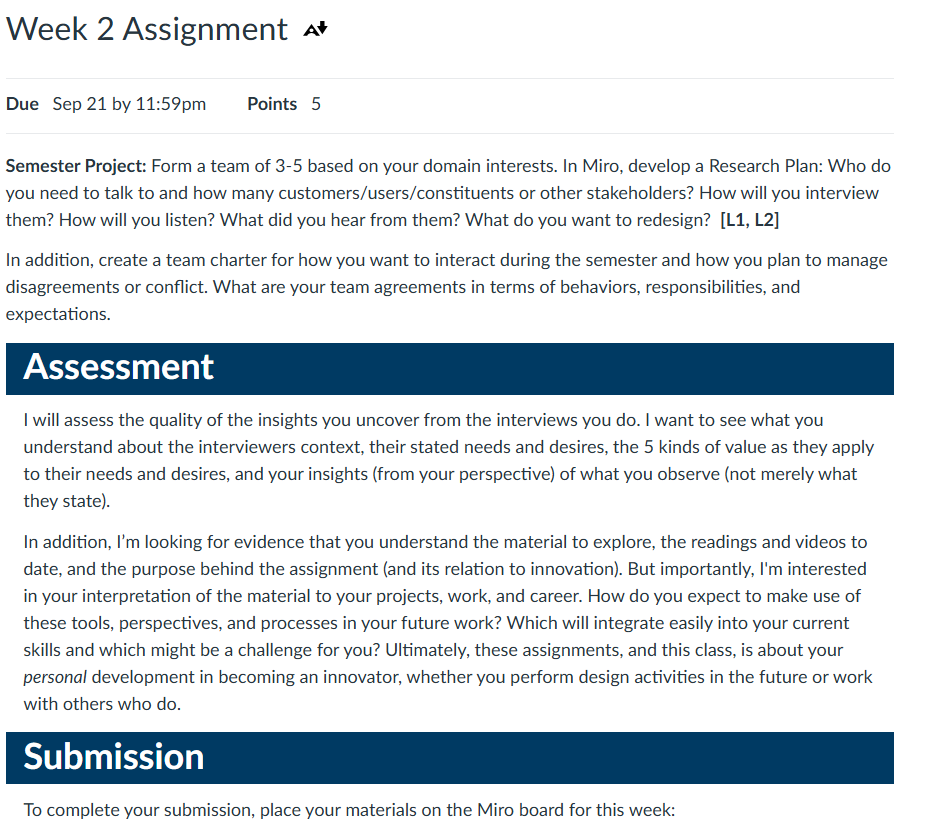 Week 2 Assignment
Due Sep 21 by 11:59pm Points 5
Semester Project: Form a team of 3-5 based on your domain interests. In Miro, develop a Research Plan: Who do
you need to talk to and how many customers/users/constituents or other stakeholders? How will you interview
them? How will you listen? What did you hear from them? What do you want to redesign? [L1, L2]
In addition, create a team charter for how you want to interact during the semester and how you plan to manage
disagreements or conflict. What are your team agreements in terms of behaviors, responsibilities, and
expectations.
Assessment
I will assess the quality of the insights you uncover from the interviews you do. I want to see what you
understand about the interviewers context, their stated needs and desires, the 5 kinds of value as they apply
to their needs and desires, and your insights (from your perspective) of what you observe (not merely what
they state).
In addition, I'm looking for evidence that you understand the material to explore, the readings and videos to
date, and the purpose behind the assignment (and its relation to innovation). But importantly, I'm interested
in your interpretation of the material to your projects, work, and career. How do you expect to make use of
these tools, perspectives, and processes in your future work? Which will integrate easily into your current
skills and which might be a challenge for you? Ultimately, these assignments, and this class, is about your
personal development in becoming an innovator, whether you perform design activities in the future or work
with others who do.
Submission
To complete your submission, place your materials on the Miro board for this week: